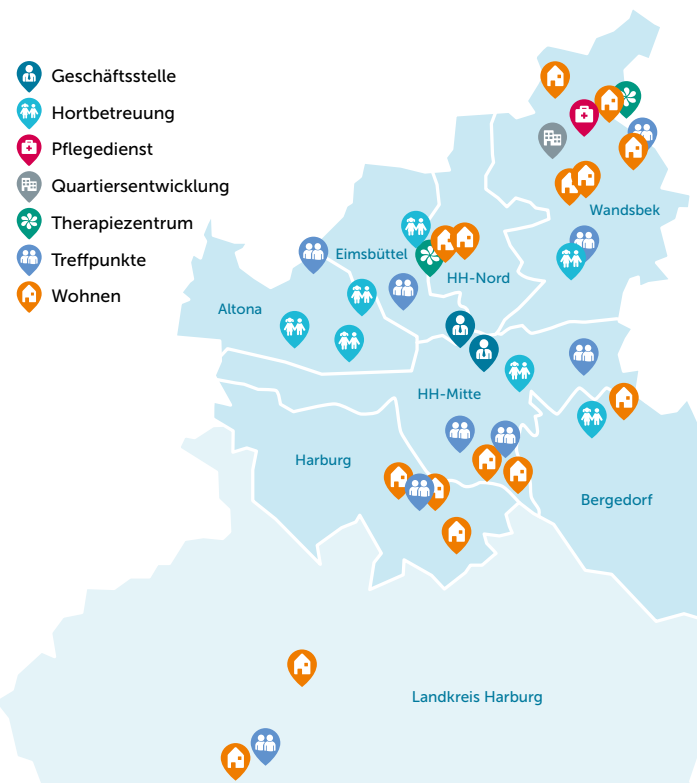 Geschäftsstelle
Hortbetreuung
Pflegedienst
Quartiersentwicklung
Therapiezentrum
Treffpunkte
Wohnen
Wandsbek
Eimsbüttel
HH-Nord
Altona
HH-Mitte
Harburg
Bergedorf
Landkreis Harburg